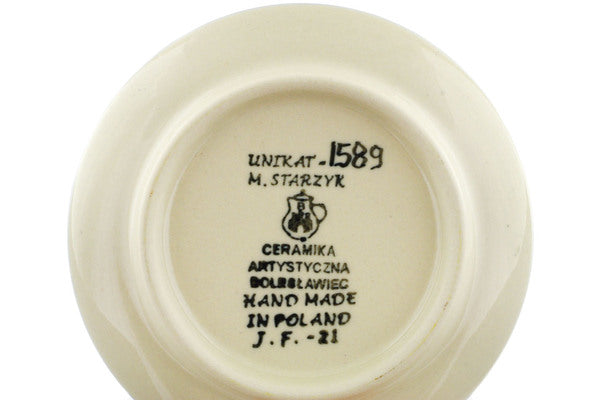 UNIKAT-1589
M. STARZYK
CERAMIKA
ARTYSTYCZNA
BOLESŁAWIEC
HAND MADE
IN POLAND
J.F.-21